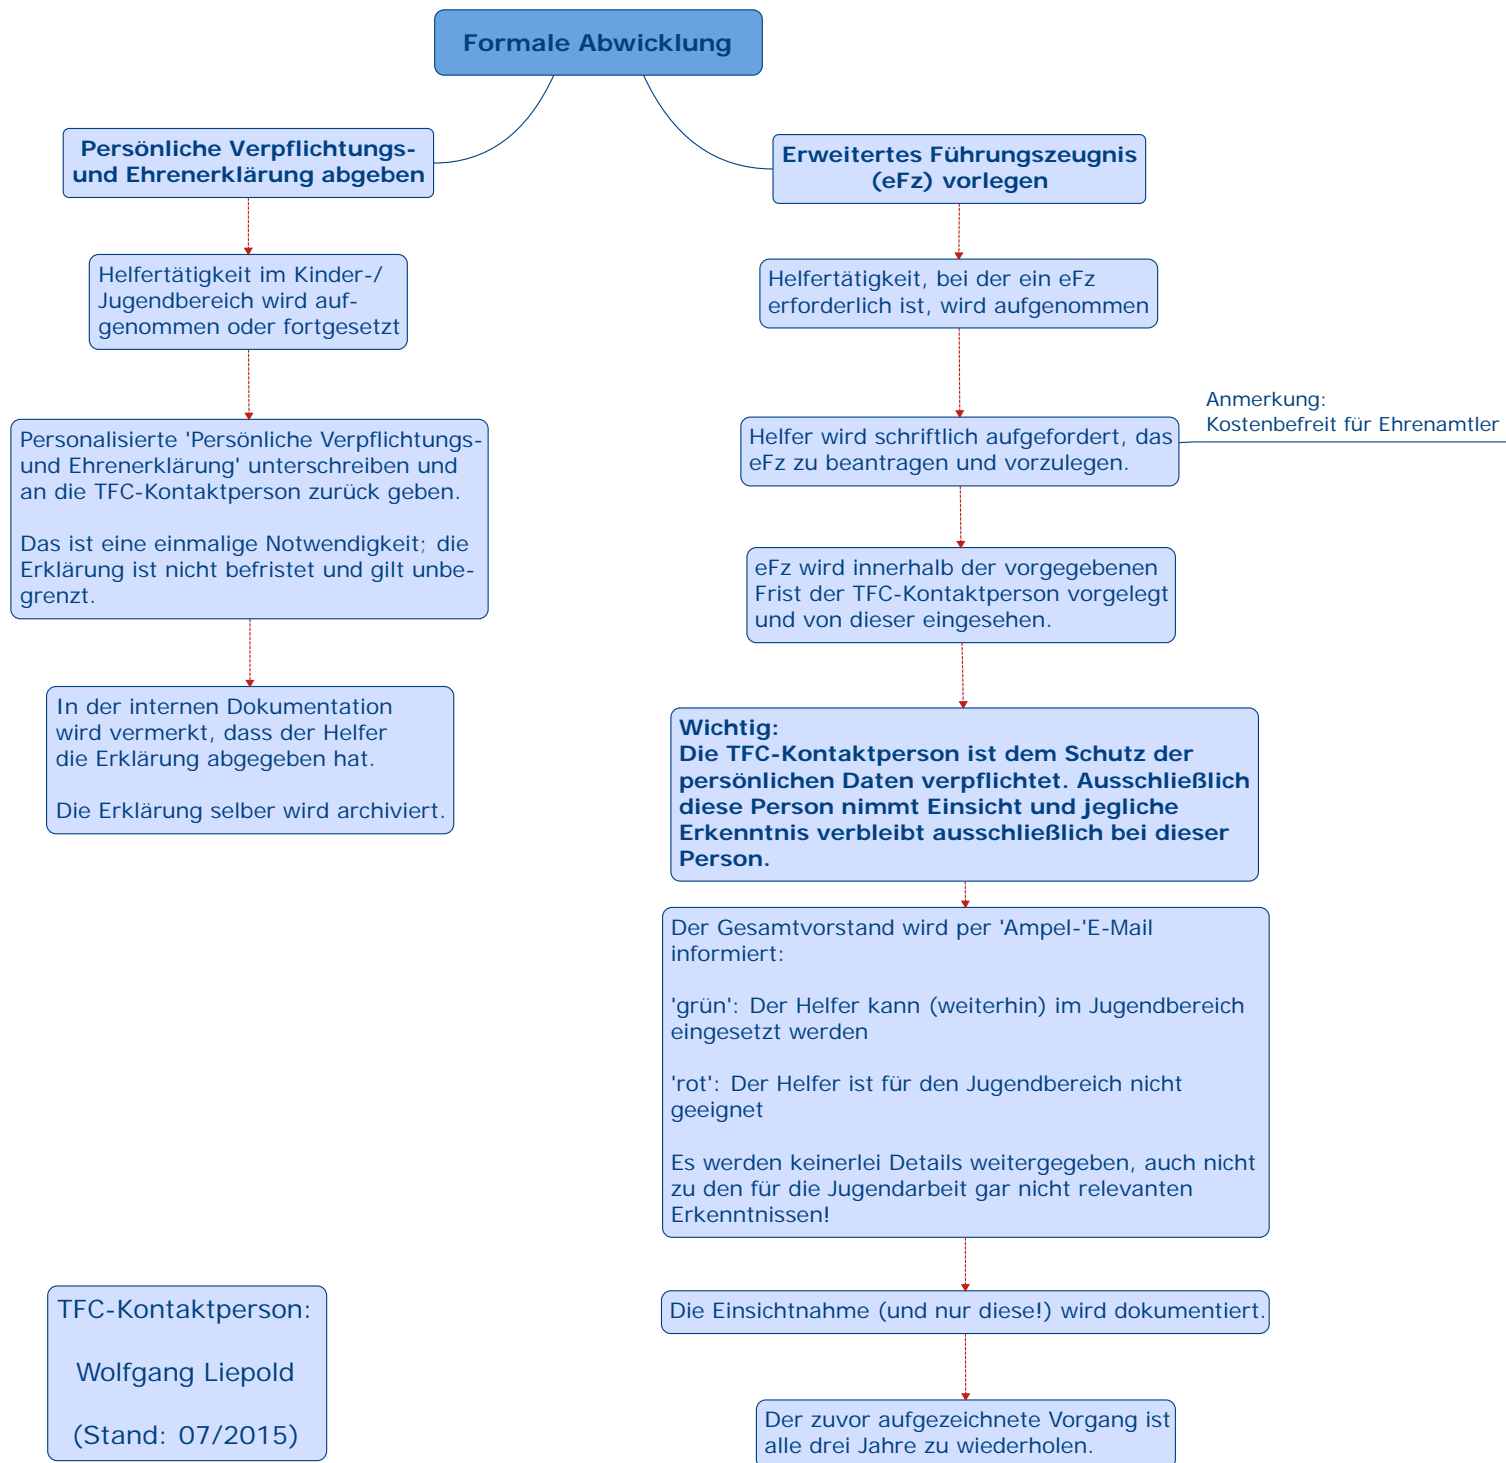 Formale Abwicklung
Persönliche Verpflichtungs-
und Ehrenerklärung abgeben
Helfertätigkeit im Kinder-/
Jugendbereich wird auf-
genommen oder fortgesetzt
Personalisierte 'Persönliche Verpflichtungs-
und Ehrenerklärung' unterschreiben und
an die TFC-Kontaktperson zurück geben.
Das ist eine einmalige Notwendigkeit; die
Erklärung ist nicht befristet und gilt unbe-
grenzt.
In der internen Dokumentation
wird vermerkt, dass der Helfer
die Erklärung abgegeben hat.
Die Erklärung selber wird archiviert.
Erweitertes Führungszeugnis
(eFz) vorlegen
Helfertätigkeit, bei der ein eFz
erforderlich ist, wird aufgenommen
Helfer wird schriftlich aufgefordert, das
eFz zu beantragen und vorzulegen.
Anmerkung:
Kostenbefreit für Ehrenamtler
eFz wird innerhalb der vorgegebenen
Frist der TFC-Kontaktperson vorgelegt
und von dieser eingesehen.
Wichtig:
Die TFC-Kontaktperson ist dem Schutz der
persönlichen Daten verpflichtet. Ausschließlich
diese Person nimmt Einsicht und jegliche
Erkenntnis verbleibt ausschließlich bei dieser
Person.
Der Gesamtvorstand wird per 'Ampel-'E-Mail
informiert:
'grün': Der Helfer kann (weiterhin) im Jugendbereich
eingesetzt werden
'rot': Der Helfer ist für den Jugendbereich nicht
geeignet
Es werden keinerlei Details weitergegeben, auch nicht
zu den für die Jugendarbeit gar nicht relevanten
Erkenntnissen!
Die Einsichtnahme (und nur diese!) wird dokumentiert.
Der zuvor aufgezeichnete Vorgang ist
alle drei Jahre zu wiederholen.
TFC-Kontaktperson:
Wolfgang Liepold
(Stand: 07/2015)